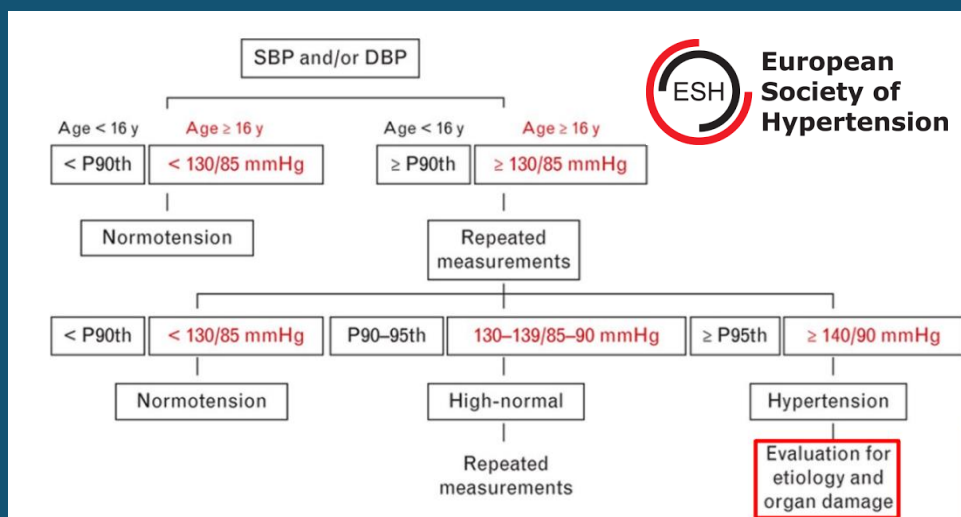 SBP and/or DBP
ESH
European
Society of
Hypertension
Age < 16 y Age ≥ 16 y Age < 16 y Age ≥ 16 y
< P90th < 130/85 mmHg ≥ P90th ≥ 130/85 mmHg
Normotension
Repeated
measurements
< P90th < 130/85 mmHg P90–95th 130–139/85–90 mmHg ≥ P95th ≥ 140/90 mmHg
Normotension High-normal Hypertension
Repeated
measurements
Evaluation for
etiology and
organ damage